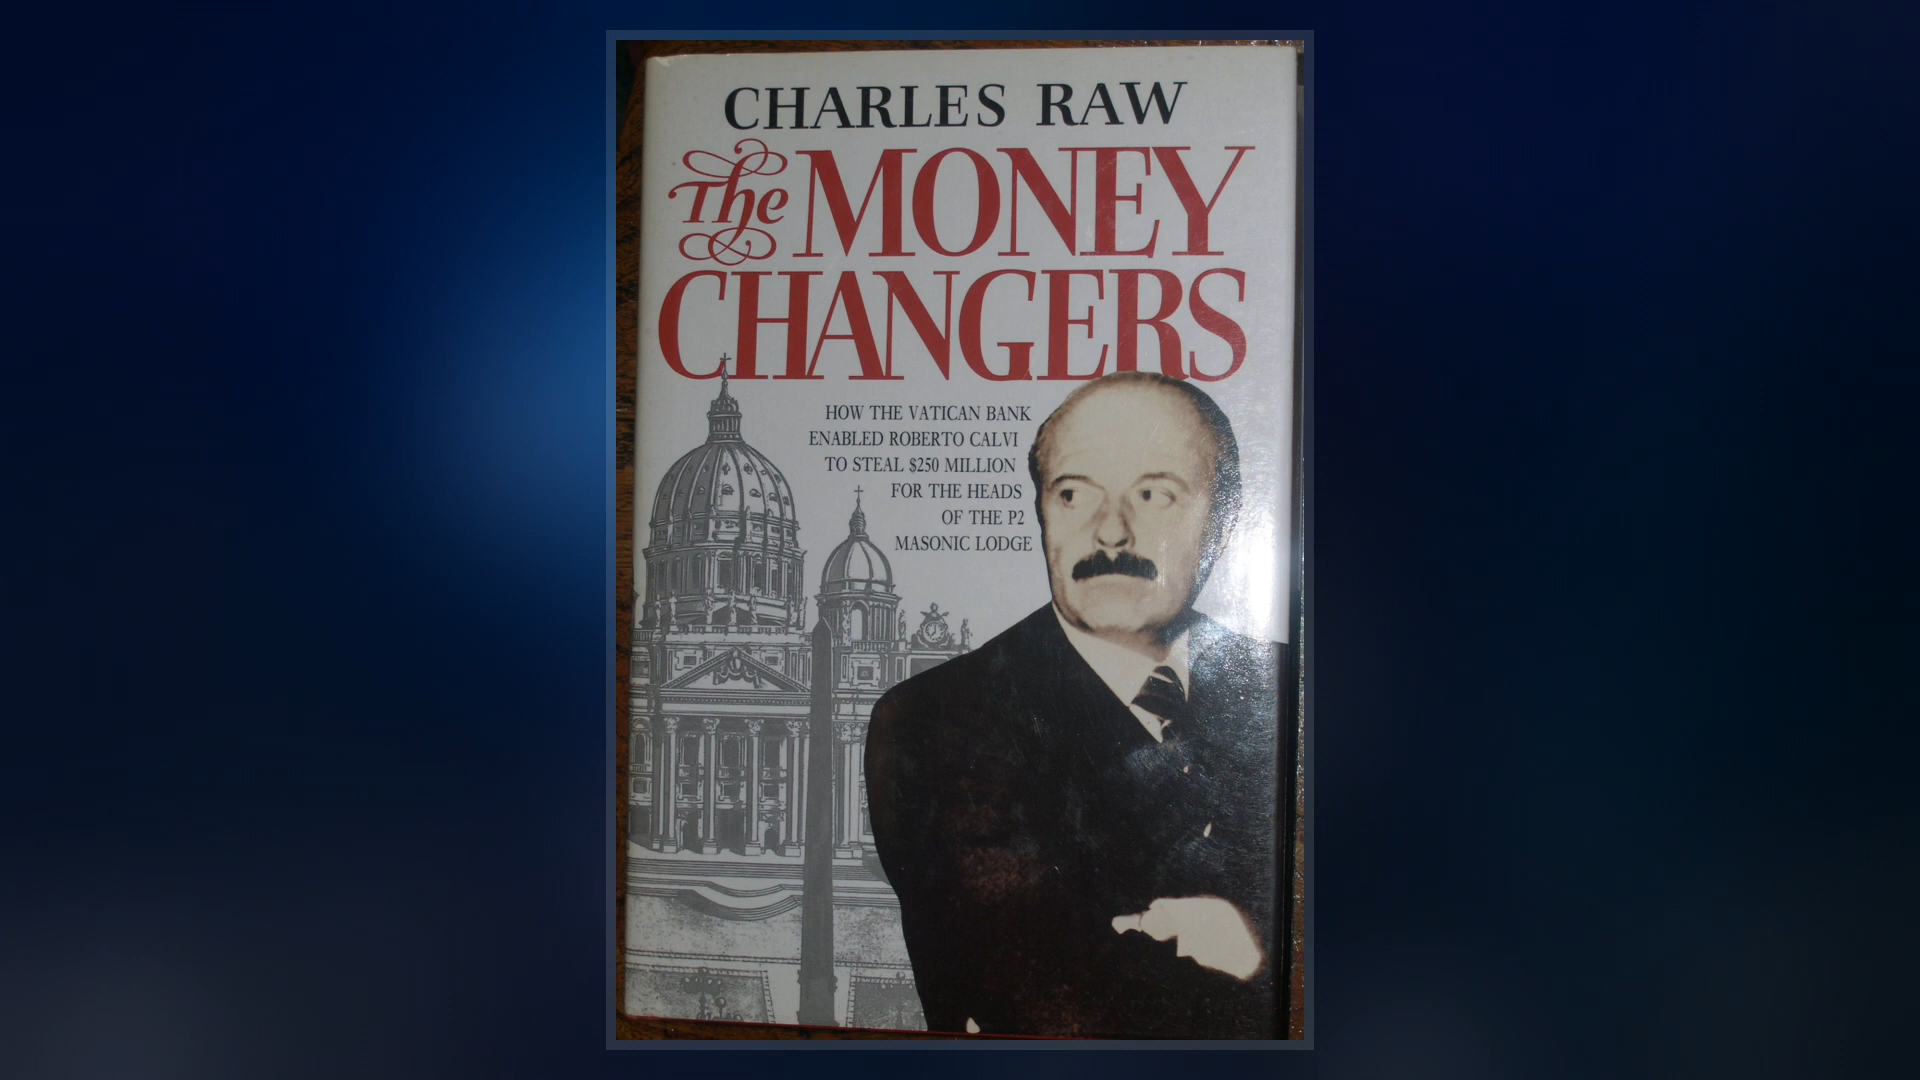 CHARLES RAW
The MONEY
CHANGERS
HOW THE VATICAN BANK
ENABLED ROBERTO CALVI
TO STEAL $250 MILLION
FOR THE HEADS
OF THE P2
MASONIC LODGE